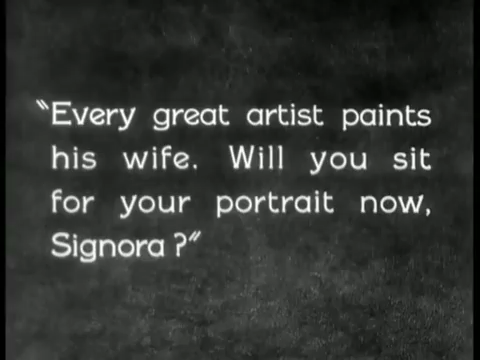 "Every great artist paints
his wife. Will you sit
for your portrait now,
Signora?"